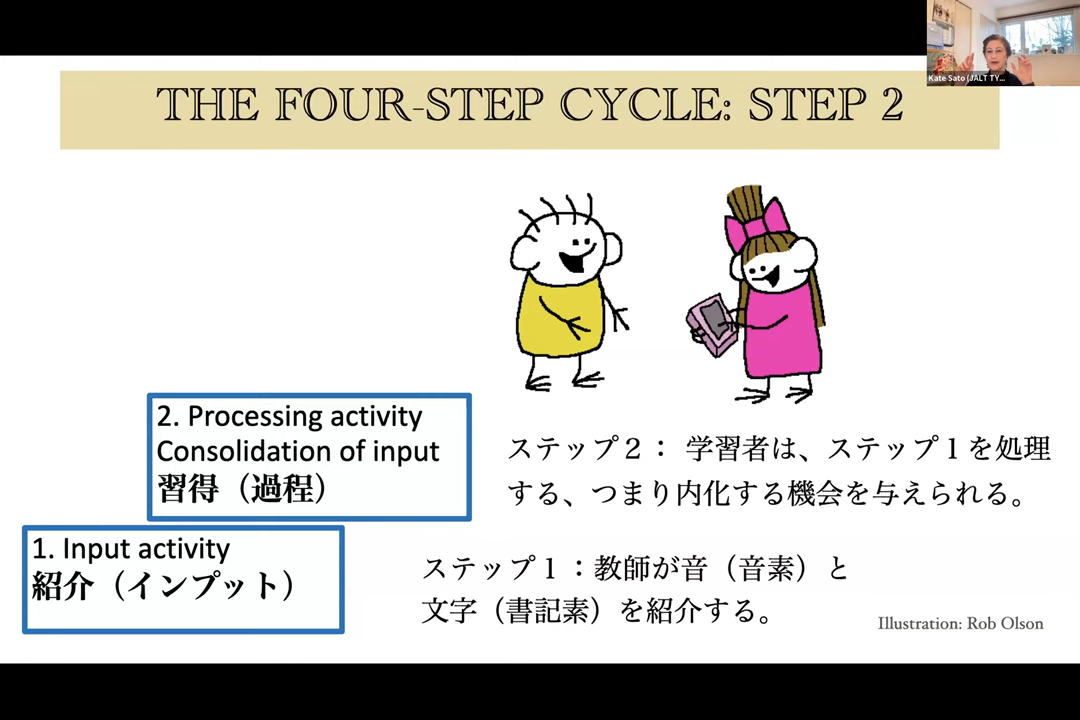 Kate Sato (JALT TY...
THE FOUR-STEP CYCLE: STEP 2
2. Processing activity
Consolidation of input
習得（過程）
ステップ２： 学習者は、ステップ１を処理
する、つまり内化する機会を与えられる。
1. Input activity
紹介（インプット）
ステップ１：教師が音（音素）と
文字（書記素）を紹介する。
Illustration: Rob Olson